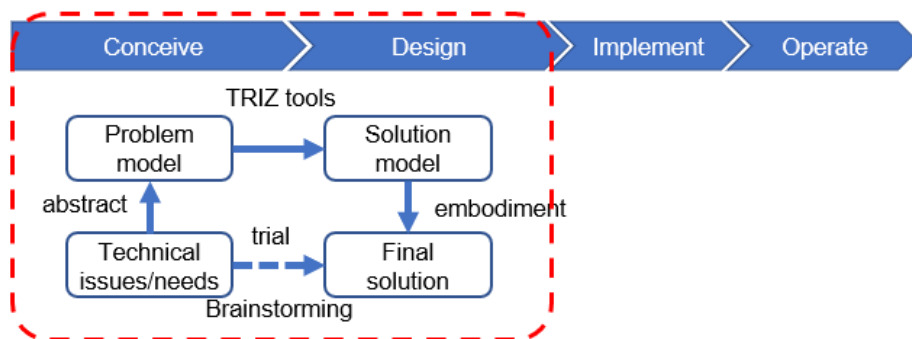 Conceive
Design
Implement
Operate
TRIZ tools
Problem
model
Solution
model
abstract
embodiment
trial
Technical
issues/needs
Final
solution
Brainstorming